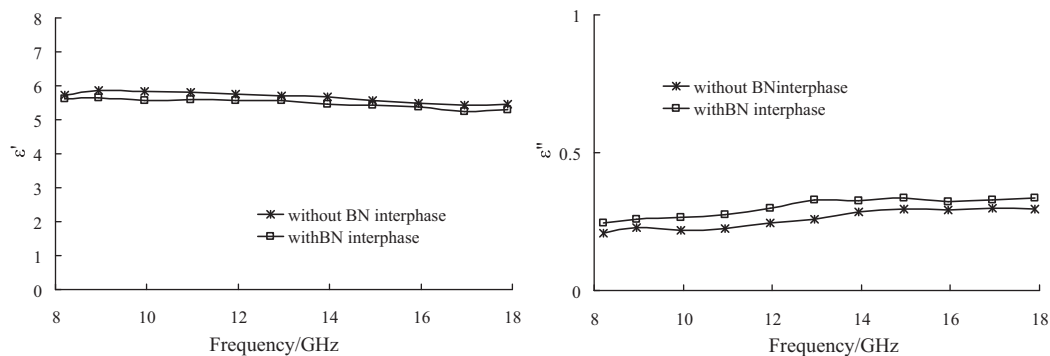 8
7
6
5
4
3
2
1
0
ε'
without BN interphase
withBN interphase
8 10 12 14 16 18
Frequency/GHz
1
0.5
0
ε"
without BNinterphase
withBN interphase
8 10 12 14 16 18
Frequency/GHz